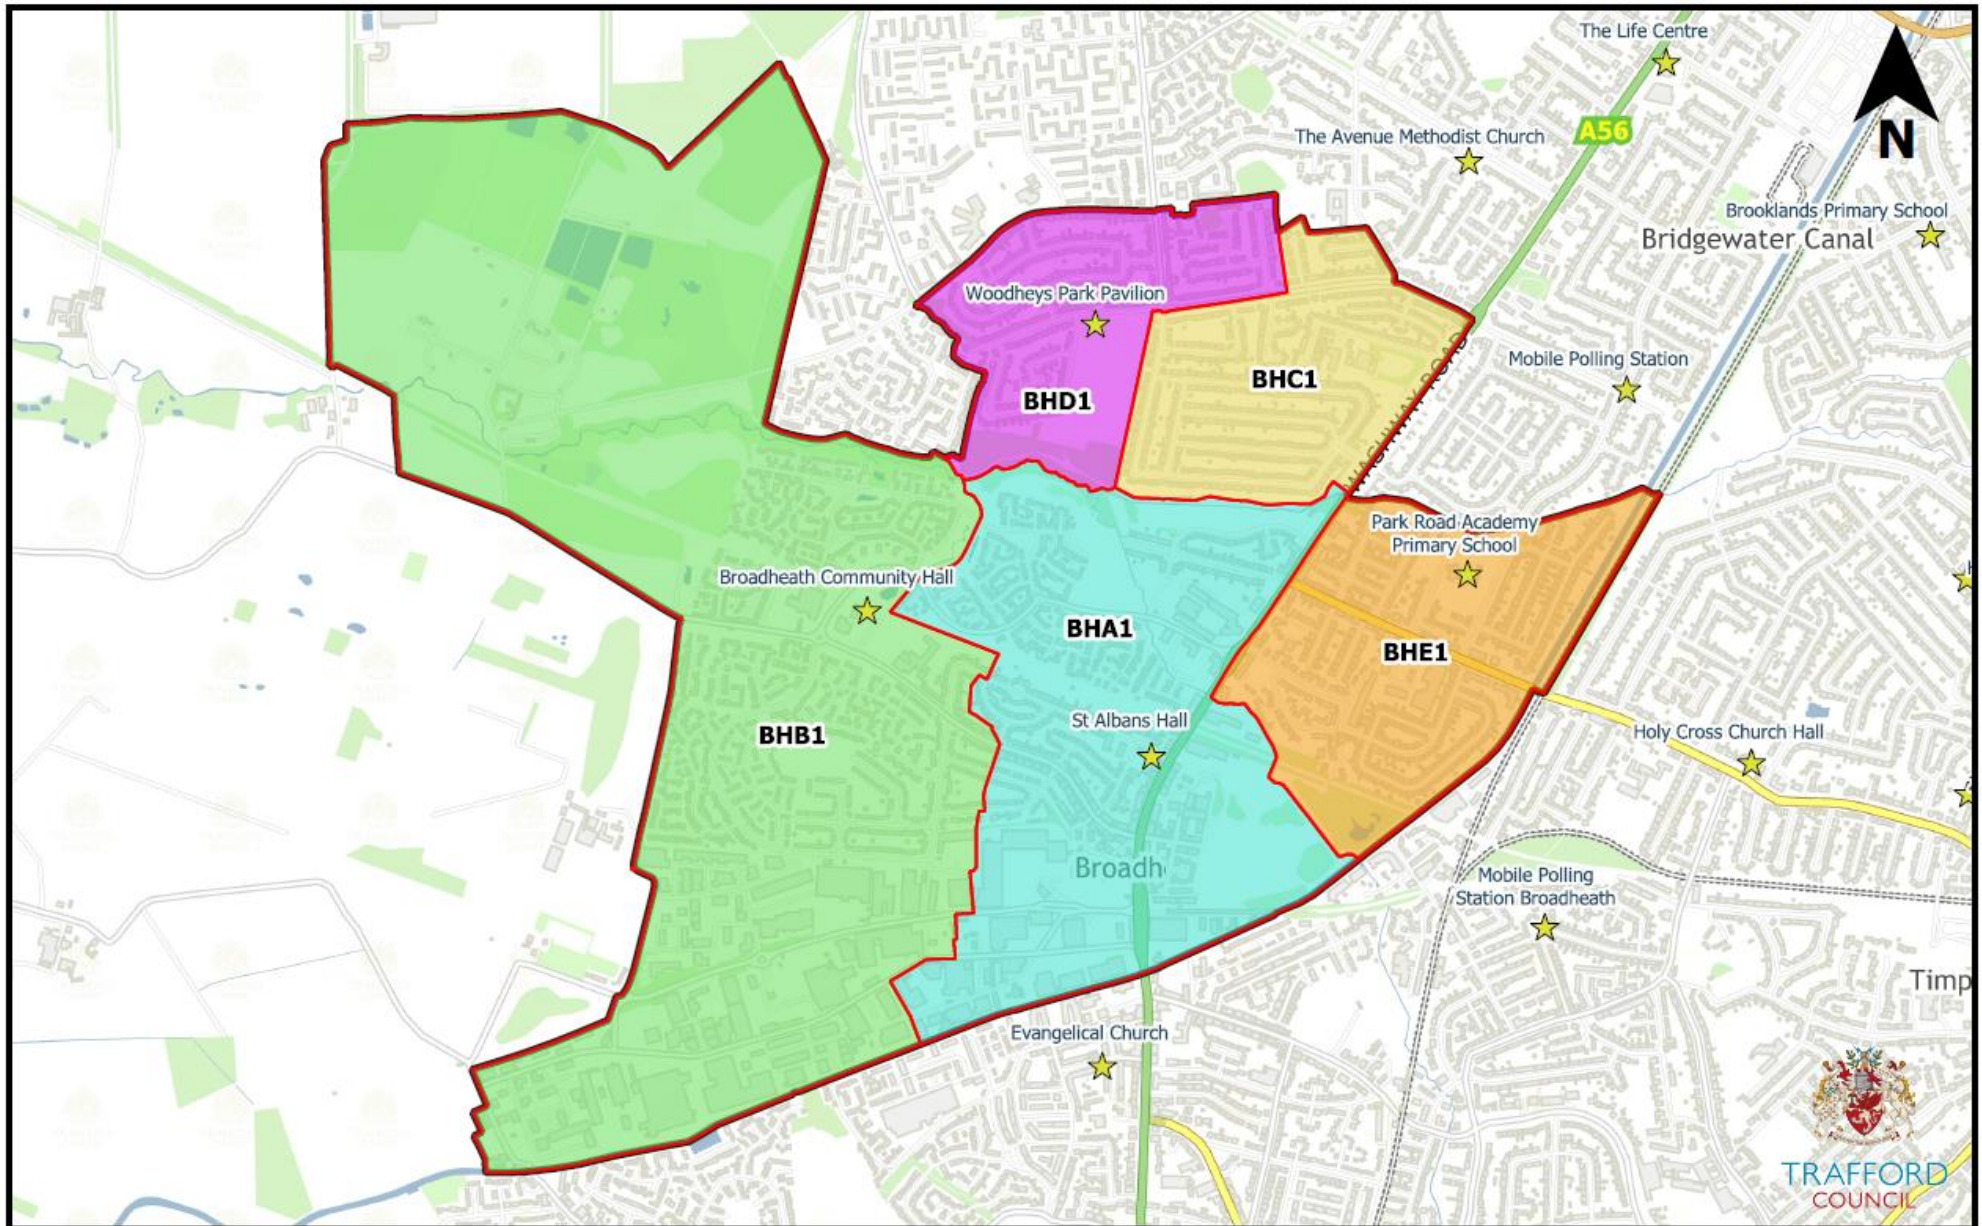 The Life Centre
A56
N
The Avenue Methodist Church
Brooklands Primary School
Bridgewater Canal
Woodheys Park Pavilion
WASHWAY ROAD
Mobile Polling Station
BHC1
BHD1
Park Road Academy
Primary School
Broadheath Community Hall
BHA1
BHE1
St Albans Hall
BHB1
Holy Cross Church Hall
Broadh
Mobile Polling
Station Broadheath
Timp
Evangelical Church
TRAFFORD
COUNCIL